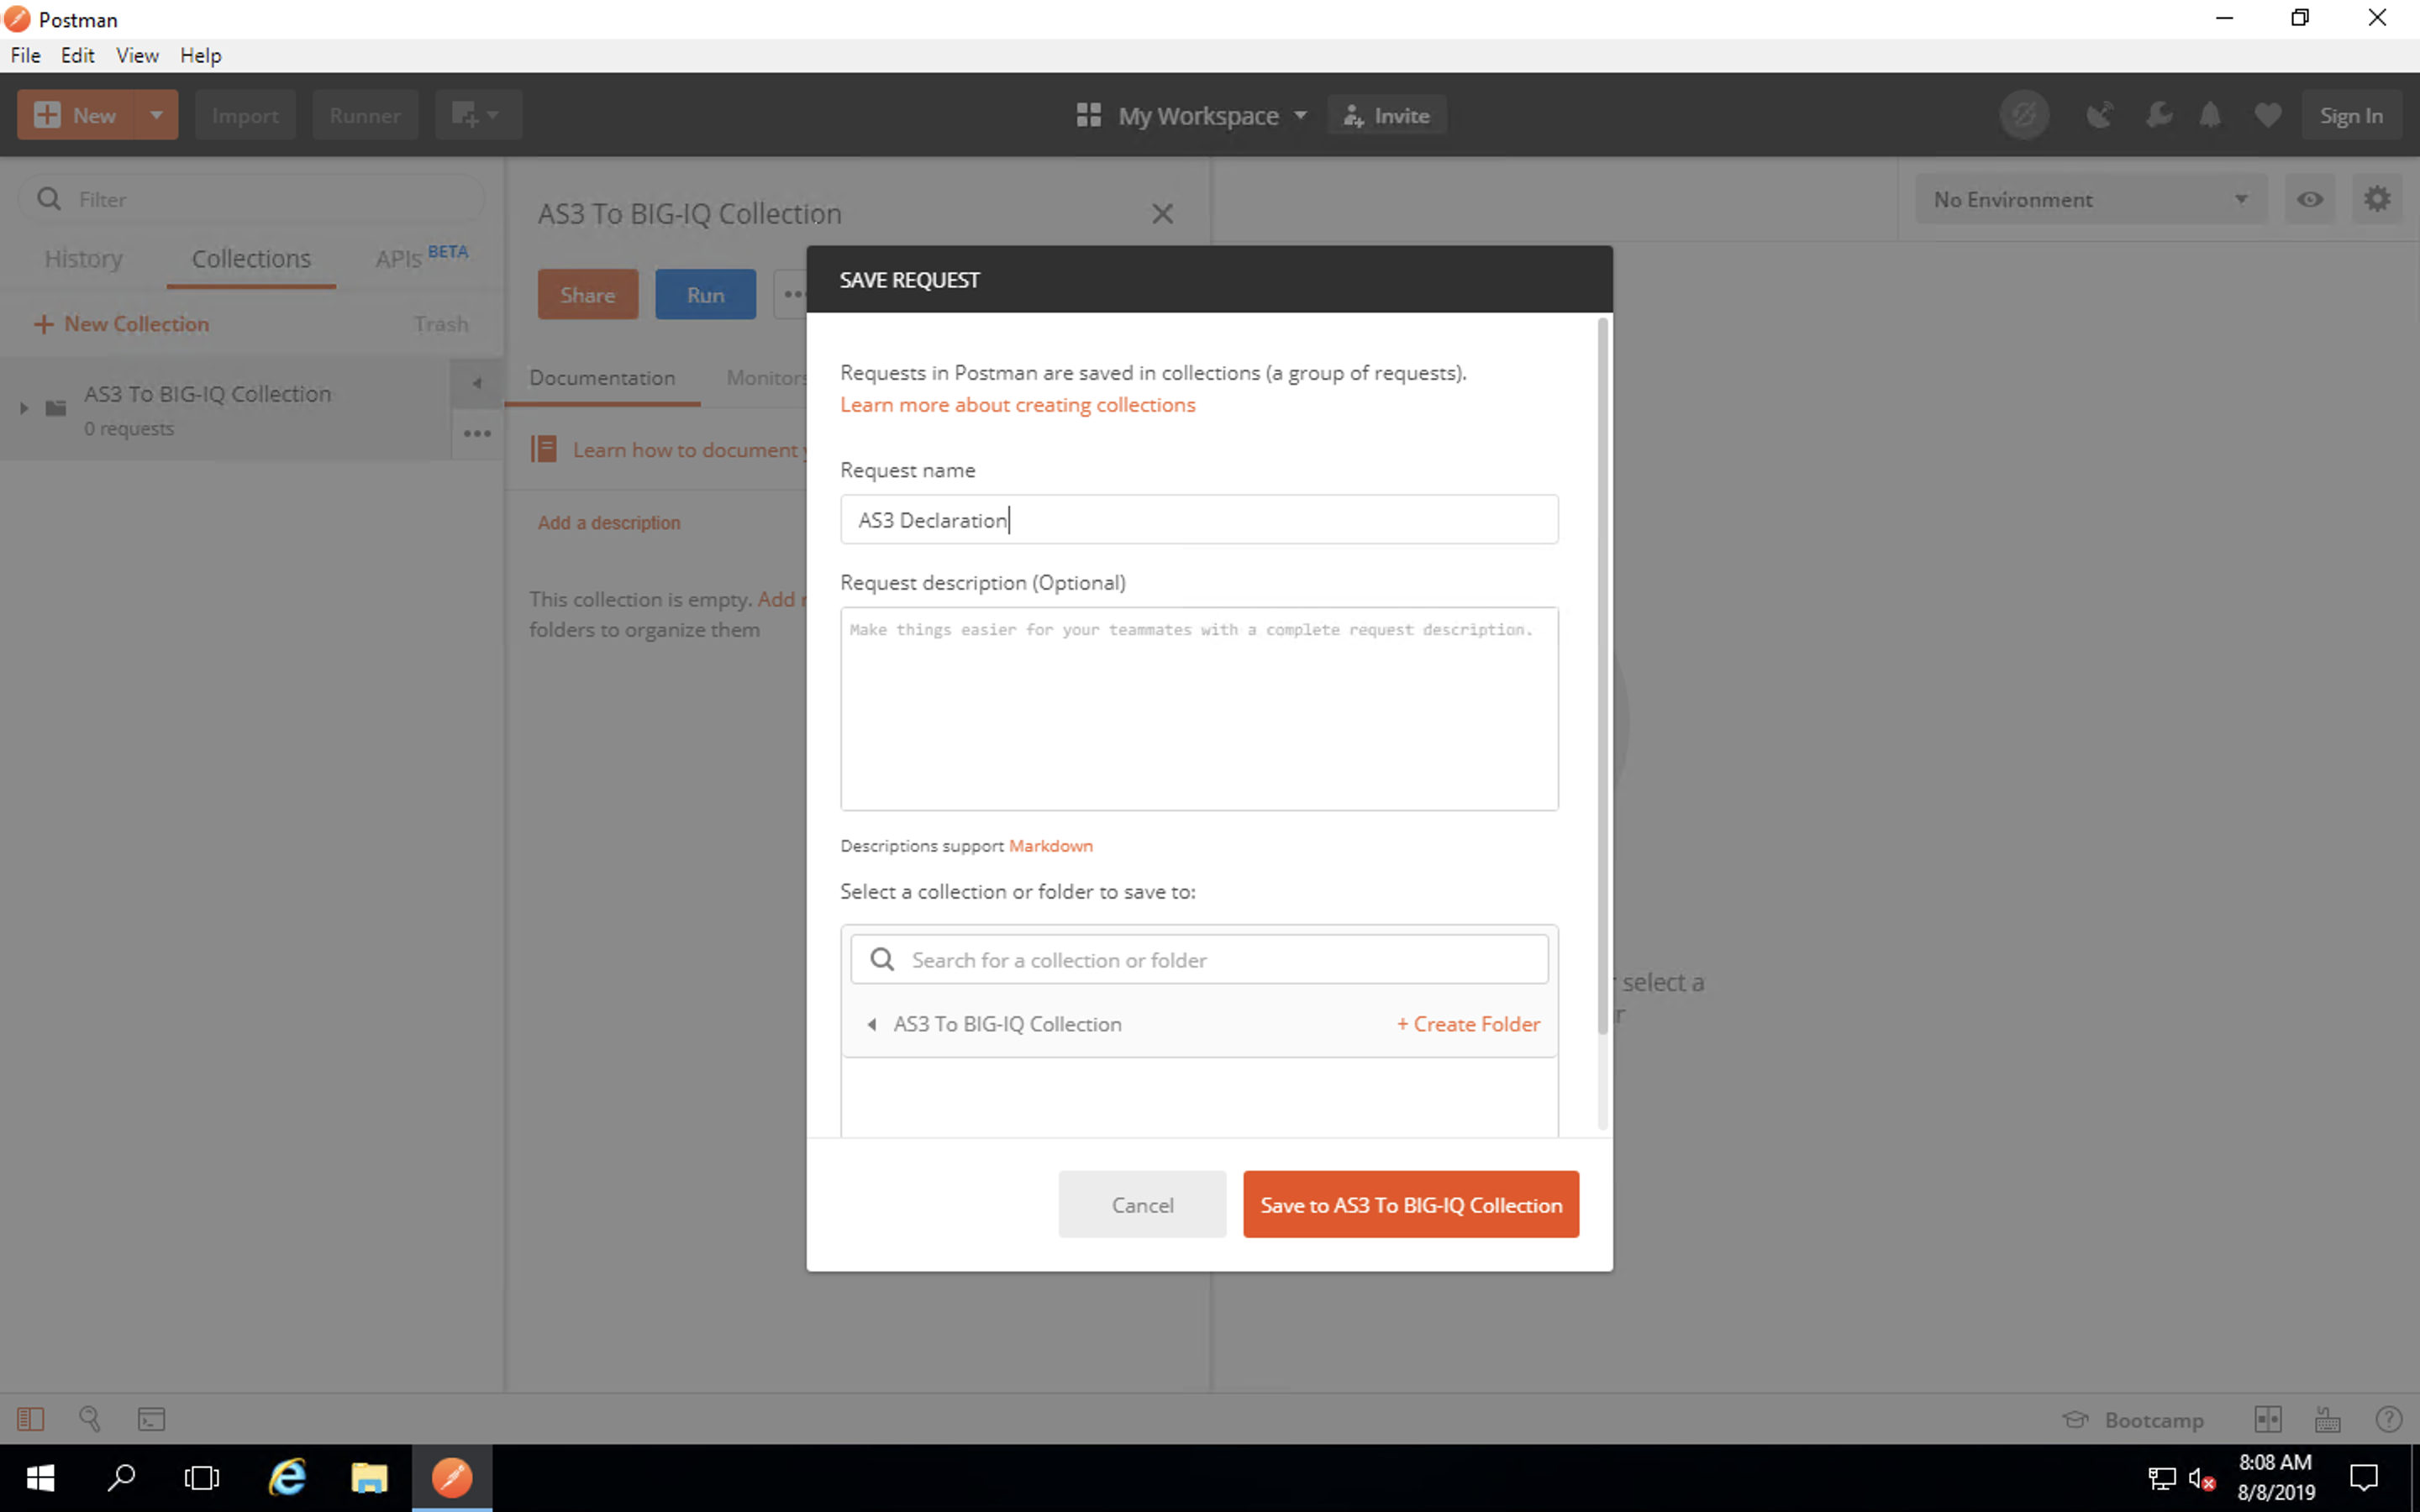 Postman
File Edit View Help
New Import Runner My Workspace Invite Sign In
Filter
History Collections APIs BETA
+ New Collection Trash
AS3 To BIG-IQ Collection
0 requests
AS3 To BIG-IQ Collection
Share Run
Documentation Monitors
Learn how to document
Add a description
This collection is empty. Add
folders to organize them
No Environment
SAVE REQUEST
Requests in Postman are saved in collections (a group of requests).
Learn more about creating collections
Request name
AS3 Declaration
Request description (Optional)
Make things easier for your teammates with a complete request description.
Descriptions support Markdown
Select a collection or folder to save to:
Search for a collection or folder
AS3 To BIG-IQ Collection + Create Folder
Cancel Save to AS3 To BIG-IQ Collection
select a
Bootcamp
8:08 AM
8/8/2019